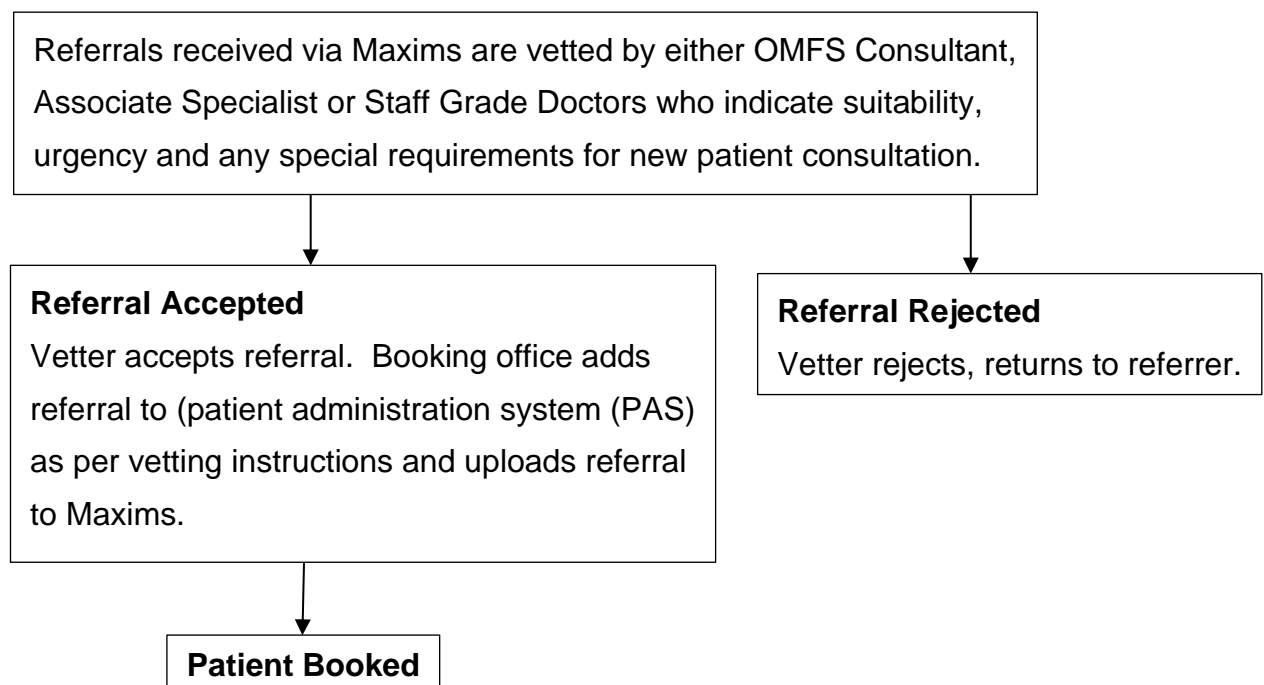 Referrals received via Maxims are vetted by either OMFS Consultant,
Associate Specialist or Staff Grade Doctors who indicate suitability,
urgency and any special requirements for new patient consultation.
Referral Accepted
Vetter accepts referral.  Booking office adds
referral to (patient administration system (PAS)
as per vetting instructions and uploads referral
to Maxims.
Referral Rejected
Vetter rejects, returns to referrer.
Patient Booked